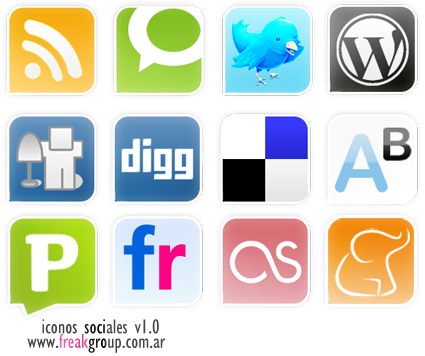 W
digg
A B
P
fr
iconos sociales v1.0
www.freakgroup.com.ar